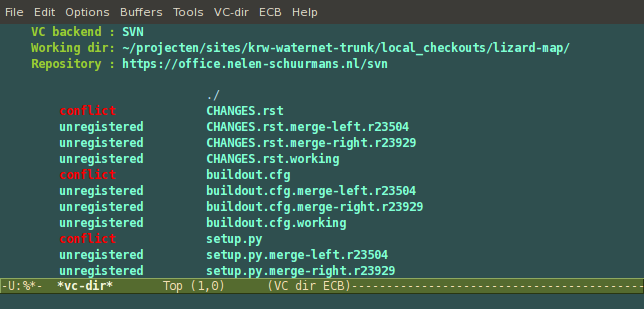 File Edit Options Buffers Tools VC-dir ECB Help
VC backend : SVN
Working dir: ~/projecten/sites/krw-waternet-trunk/local_checkouts/lizard-map/
Repository : https://office.nelen-schuurmans.nl/svn
./
conflict CHANGES.rst
unregistered CHANGES.rst.merge-left.r23504
unregistered CHANGES.rst.merge-right.r23929
unregistered CHANGES.rst.working
conflict buildout.cfg
unregistered buildout.cfg.merge-left.r23504
unregistered buildout.cfg.merge-right.r23929
unregistered buildout.cfg.working
conflict setup.py
unregistered setup.py.merge-left.r23504
unregistered setup.py.merge-right.r23929
-U:%*- *vc-dir* Top (1,0) (VC dir ECB)------------------------------------------